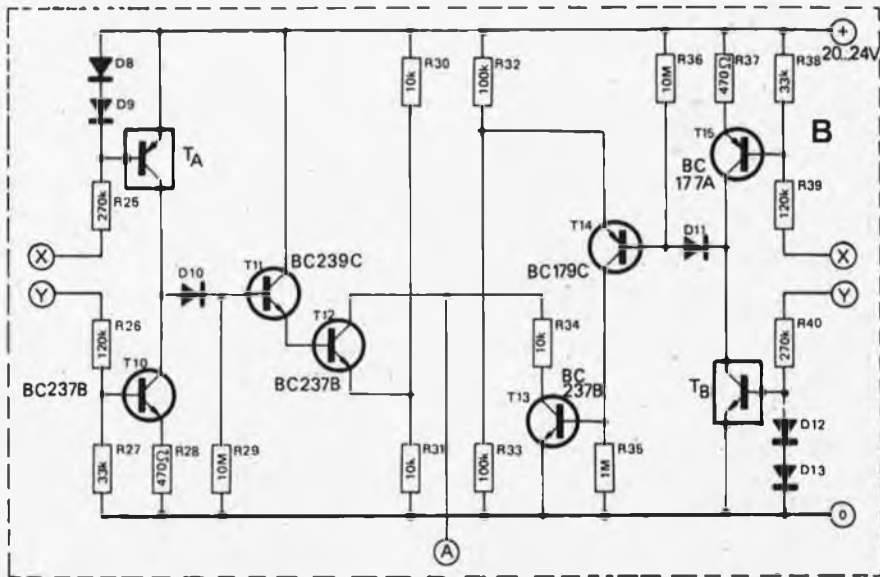 +
20...24V
D8
D9
TA
R25
270k
X
Y
R26
120k
T10
BC237B
R27
33k
R28
470Ω
R29
10M
D10
T11
BC239C
T12
BC237B
R30
10k
R31
10k
R32
100k
R33
100k
R34
10k
T13
BC
237B
R35
1M
T14
BC179C
R36
10M
R37
470Ω
R38
33k
T15
BC
177A
B
R39
120k
D11
X
Y
R40
270k
TB
D12
D13
0
A